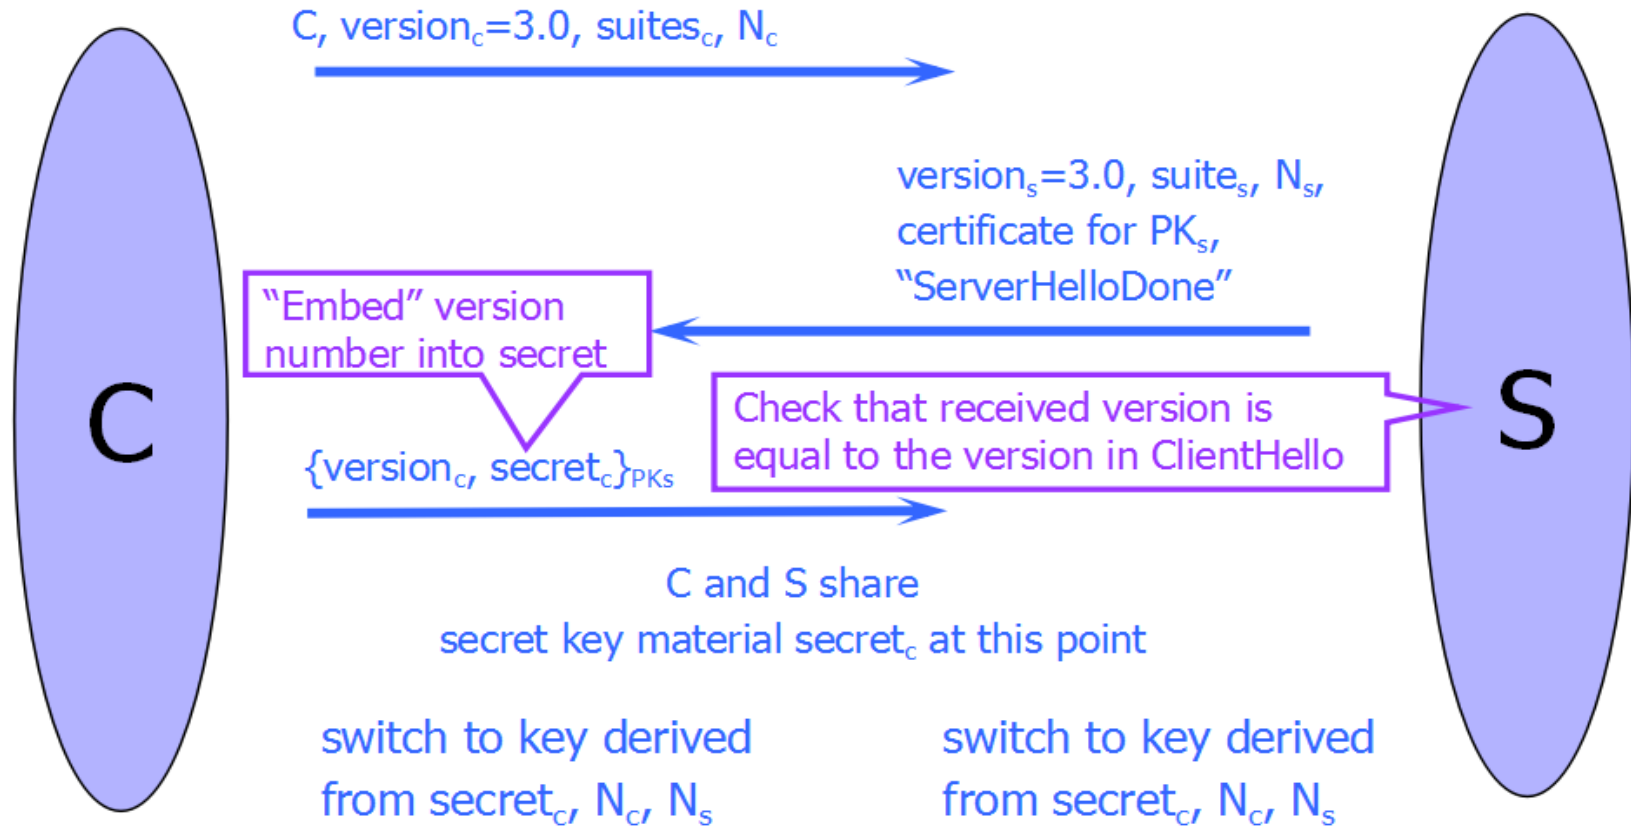 C, version_c=3.0, suites_c, N_c
version_s=3.0, suite_s, N_s,
certificate for PK_s,
“ServerHelloDone”
“Embed” version
number into secret
C
S
Check that received version is
equal to the version in ClientHello
{version_c, secret_c}_PKs
C and S share
secret key material secret_c at this point
switch to key derived
from secret_c, N_c, N_s
switch to key derived
from secret_c, N_c, N_s